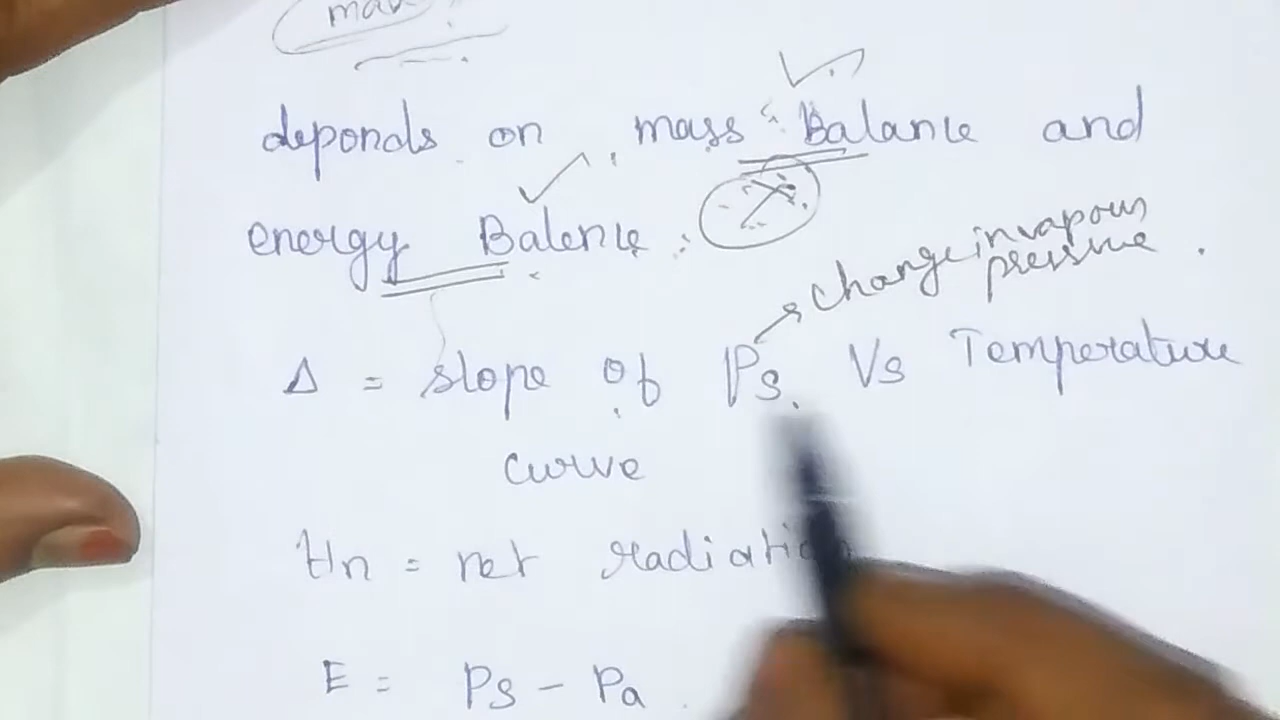 depends on mass Balance and
energy Balence
change in vapour
pressure
Δ = slope of Ps Vs Temperature
curve
Hn = net radiation
E = Ps - Pa